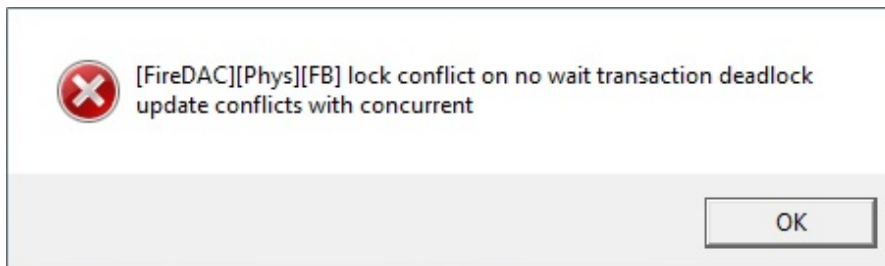 [FireDAC][Phys][FB] lock conflict on no wait transaction deadlock
update conflicts with concurrent
OK